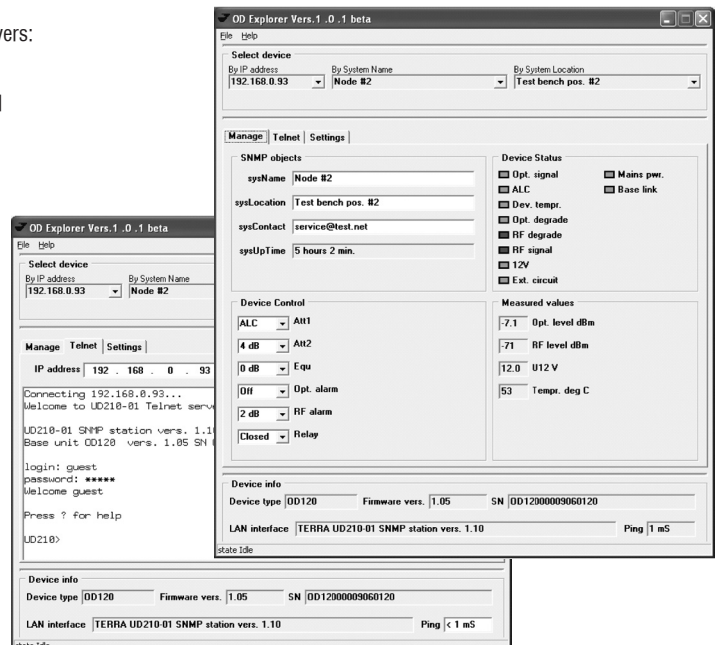 vers:
OD Explorer Vers.1 .0 .1 beta
File Help
Select device
By IP address By System Name By System Location
192.168.0.93 Node #2 Test bench pos. #2
Manage Telnet Settings
SNMP objects
sysName Node #2
sysLocation Test bench pos. #2
sysContact service@test.net
sysUpTime 5 hours 2 min.
Device Status
Opt. signal Mains pwr.
ALC Base link
Dev. tempr.
Opt. degrade
RF degrade
RF signal
12V
Ext. circuit
Device Control
ALC Att1
4 dB Att2
0 dB Equ
Off Opt. alarm
2 dB RF alarm
Closed Relay
Measured values
-7.1 Opt. level dBm
-71 RF level dBm
12.0 U12 V
53 Tempr. deg C
Device info
Device type OD120 Firmware vers. 1.05 SN OD12000009060120
LAN interface TERRA UD210-01 SNMP station vers. 1.10 Ping 1 mS
state Idle
OD Explorer Vers.1 .0 .1 beta
File Help
Select device
By IP address By System Name
192.168.0.93 Node #2
Manage Telnet Settings
IP address 192 . 168 . 0 . 93
Connecting 192.168.0.93...
Welcome to UD210-01 Telnet serve
UD210-01 SNMP station vers. 1.10
Base unit OD120 vers. 1.05 SN
login: guest
password: *****
Welcome guest
Press ? for help
UD210>
Device info
Device type OD120 Firmware vers. 1.05 SN OD12000009060120
LAN interface TERRA UD210-01 SNMP station vers. 1.10 Ping < 1 mS
state Idle